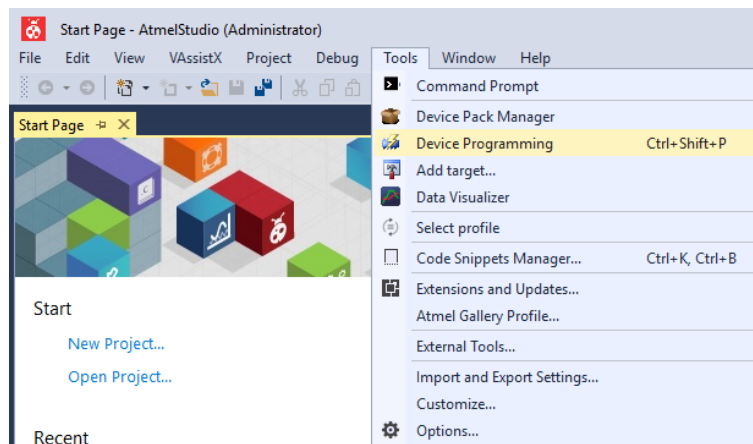 Start Page - AtmelStudio (Administrator)
File Edit View VAssistX Project Debug Tools Window Help
Start Page
Command Prompt
Device Pack Manager
Device Programming Ctrl+Shift+P
Add target...
Data Visualizer
Select profile
Code Snippets Manager... Ctrl+K, Ctrl+B
Extensions and Updates...
Atmel Gallery Profile...
External Tools...
Import and Export Settings...
Customize...
Options...
Start
New Project...
Open Project...
Recent